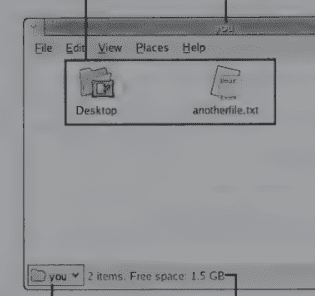 you
File Edit View Places Help
Desktop anotherfile.txt
you 2 items. Free space: 1.5 GB